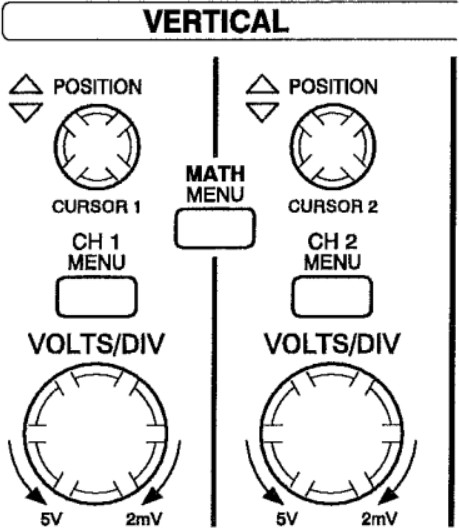 VERTICAL
POSITION
CURSOR 1
CH 1
MENU
VOLTS/DIV
5V 2mV
MATH
MENU
POSITION
CURSOR 2
CH 2
MENU
VOLTS/DIV
5V 2mV